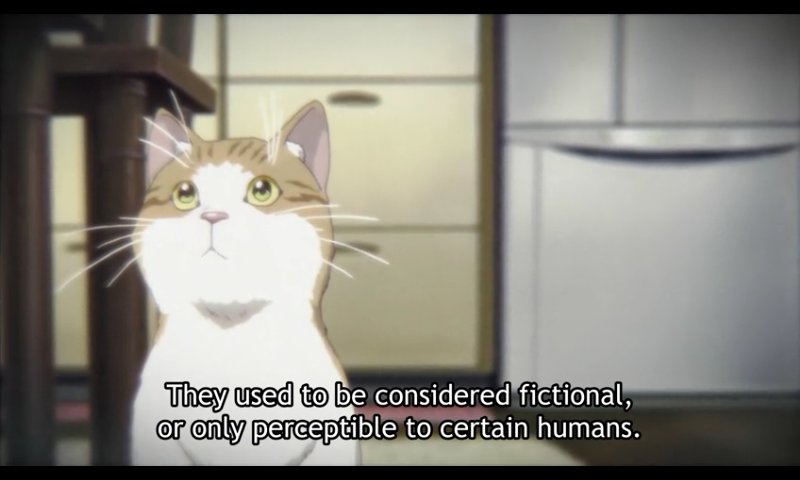 They used to be considered fictional,
or only perceptible to certain humans.